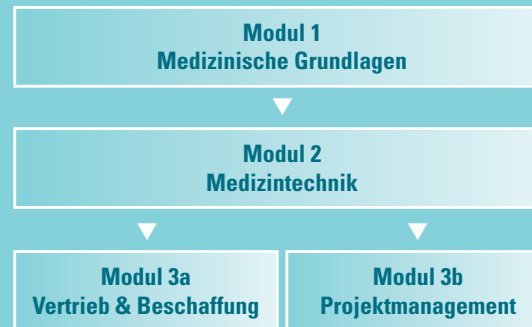 Modul 1
Medizinische Grundlagen
Modul 2
Medizintechnik
Modul 3a
Vertrieb & Beschaffung
Modul 3b
Projektmanagement